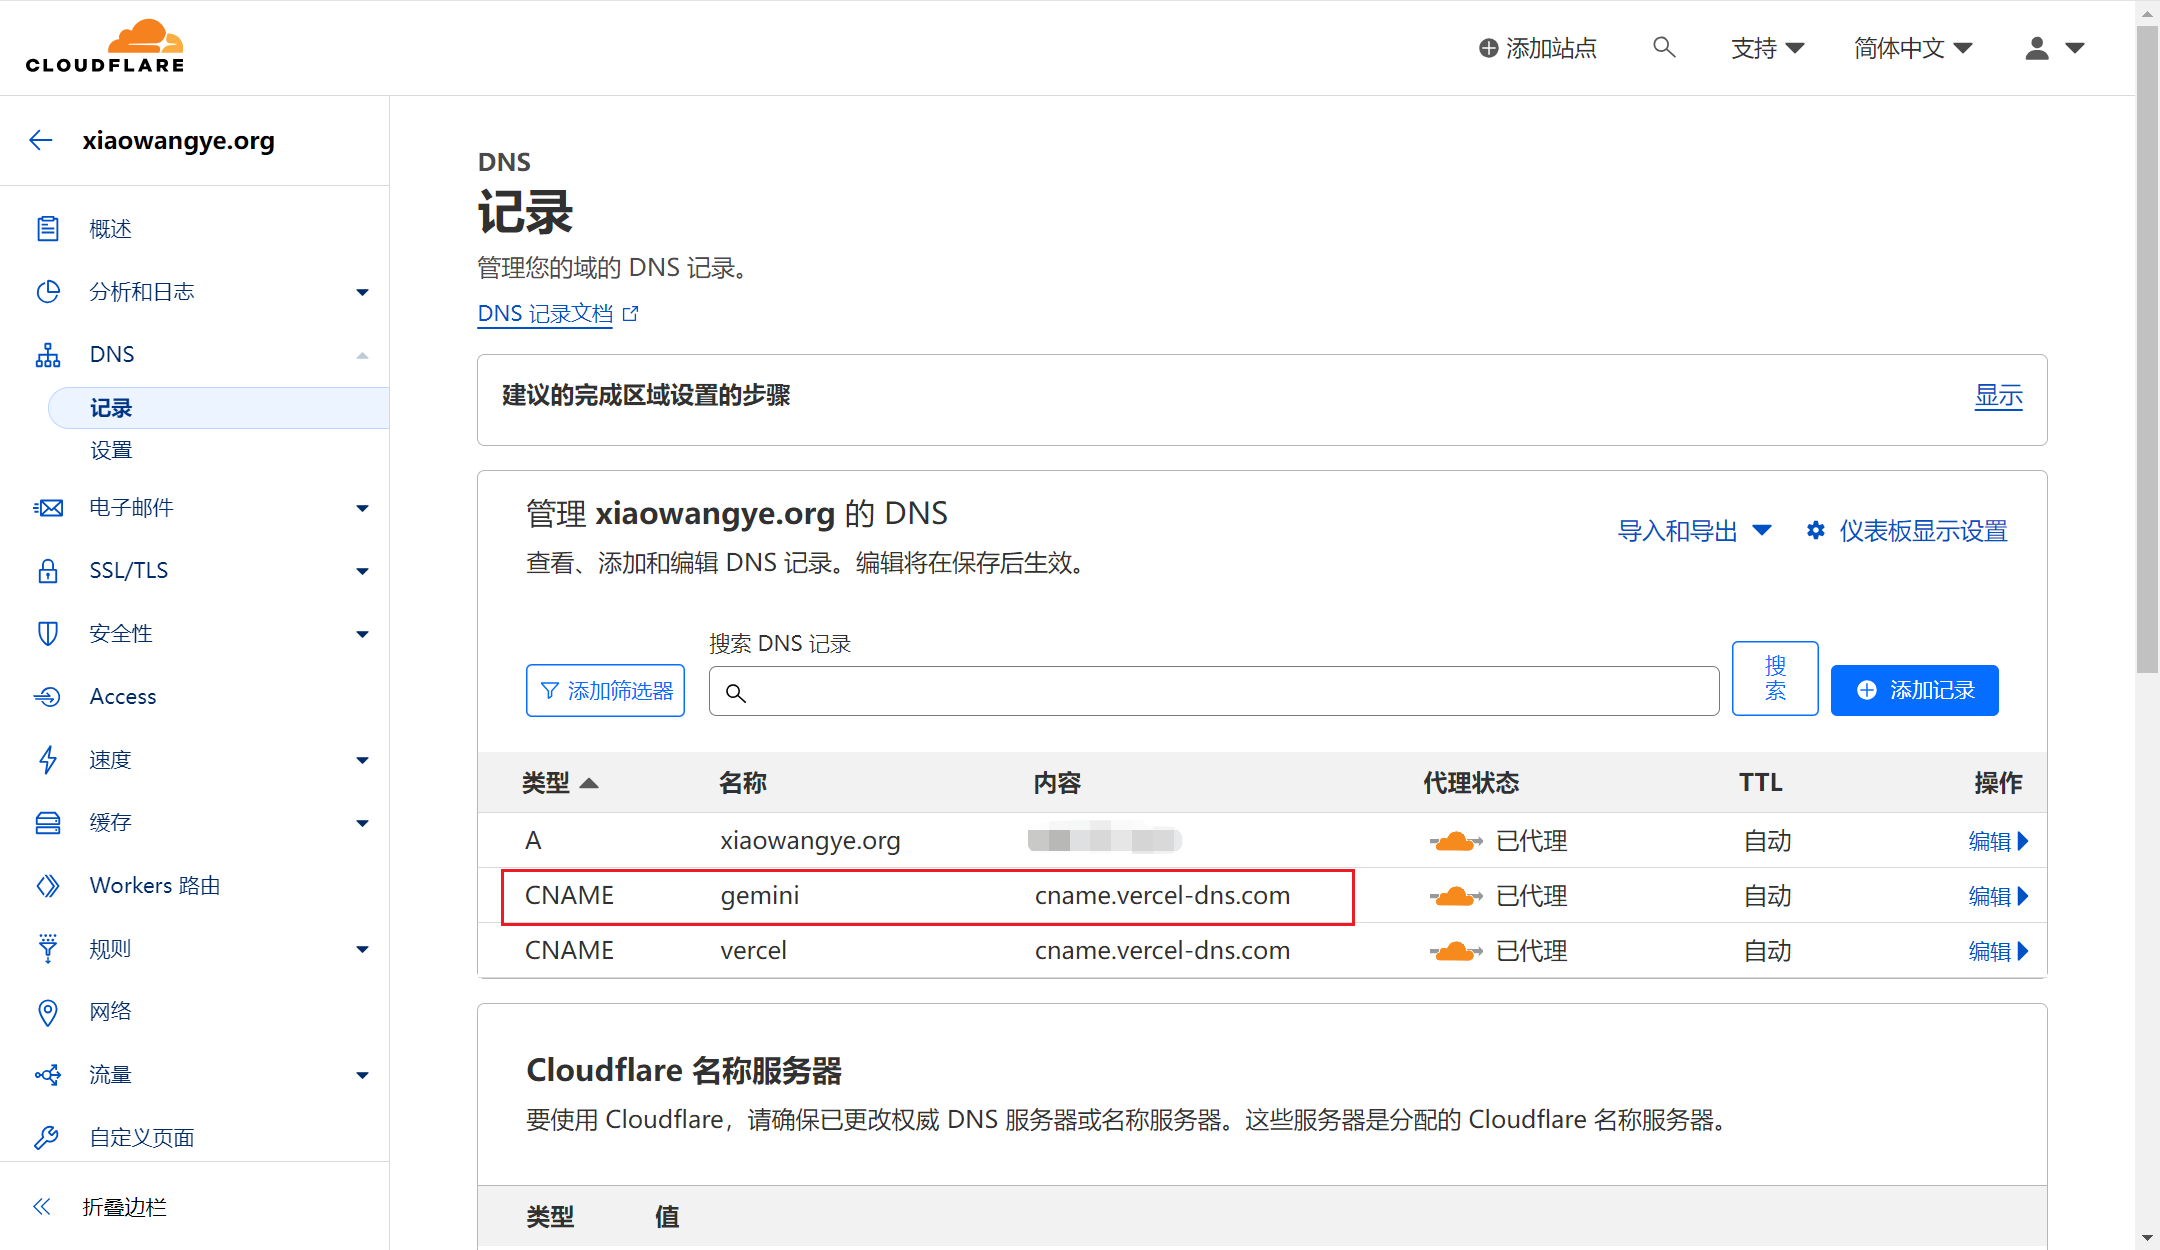 CLOUDFLARE
添加站点
支持
简体中文
xiaowangye.org
概述
分析和日志
DNS
记录
设置
电子邮件
SSL/TLS
安全性
Access
速度
缓存
Workers 路由
规则
网络
流量
自定义页面
折叠边栏
DNS
记录
管理您的域的 DNS 记录。
DNS 记录文档
建议的完成区域设置的步骤
显示
管理 xiaowangye.org 的 DNS
查看、添加和编辑 DNS 记录。编辑将在保存后生效。
导入和导出
仪表板显示设置
搜索 DNS 记录
添加筛选器
搜
索
添加记录
类型 名称 内容 代理状态 TTL 操作
A xiaowangye.org 已代理 自动 编辑
CNAME gemini cname.vercel-dns.com 已代理 自动 编辑
CNAME vercel cname.vercel-dns.com 已代理 自动 编辑
Cloudflare 名称服务器
要使用 Cloudflare，请确保已更改权威 DNS 服务器或名称服务器。这些服务器是分配的 Cloudflare 名称服务器。
类型 值